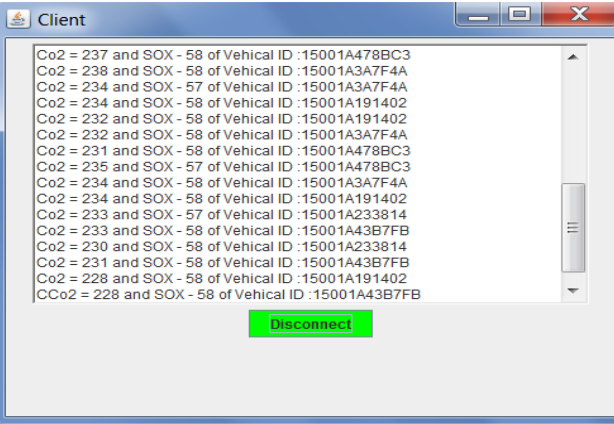 Client
Co2 = 237 and SOX - 58 of Vehical ID :15001A478BC3
Co2 = 238 and SOX - 58 of Vehical ID :15001A3A7F4A
Co2 = 234 and SOX - 57 of Vehical ID :15001A3A7F4A
Co2 = 234 and SOX - 58 of Vehical ID :15001A191402
Co2 = 232 and SOX - 58 of Vehical ID :15001A191402
Co2 = 232 and SOX - 58 of Vehical ID :15001A3A7F4A
Co2 = 231 and SOX - 58 of Vehical ID :15001A478BC3
Co2 = 235 and SOX - 57 of Vehical ID :15001A478BC3
Co2 = 234 and SOX - 58 of Vehical ID :15001A3A7F4A
Co2 = 234 and SOX - 58 of Vehical ID :15001A191402
Co2 = 233 and SOX - 57 of Vehical ID :15001A233814
Co2 = 233 and SOX - 58 of Vehical ID :15001A43B7FB
Co2 = 230 and SOX - 58 of Vehical ID :15001A233814
Co2 = 231 and SOX - 58 of Vehical ID :15001A43B7FB
Co2 = 228 and SOX - 58 of Vehical ID :15001A191402
CCo2 = 228 and SOX - 58 of Vehical ID :15001A43B7FB
Disconnect